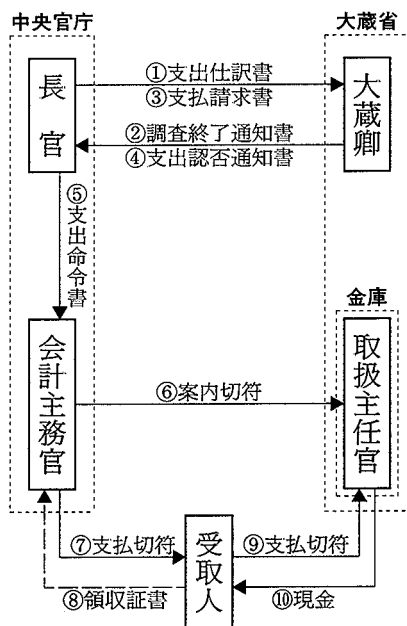 中央官庁
大蔵省
長官
①支出仕訳書
③支払請求書
大蔵卿
②調査終了通知書
④支出認否通知書
⑤支出命令書
金庫
会計主務官
⑥案内切符
取扱主任官
⑦支払切符
受取人
⑨支払切符
⑧領収証書
⑩現金